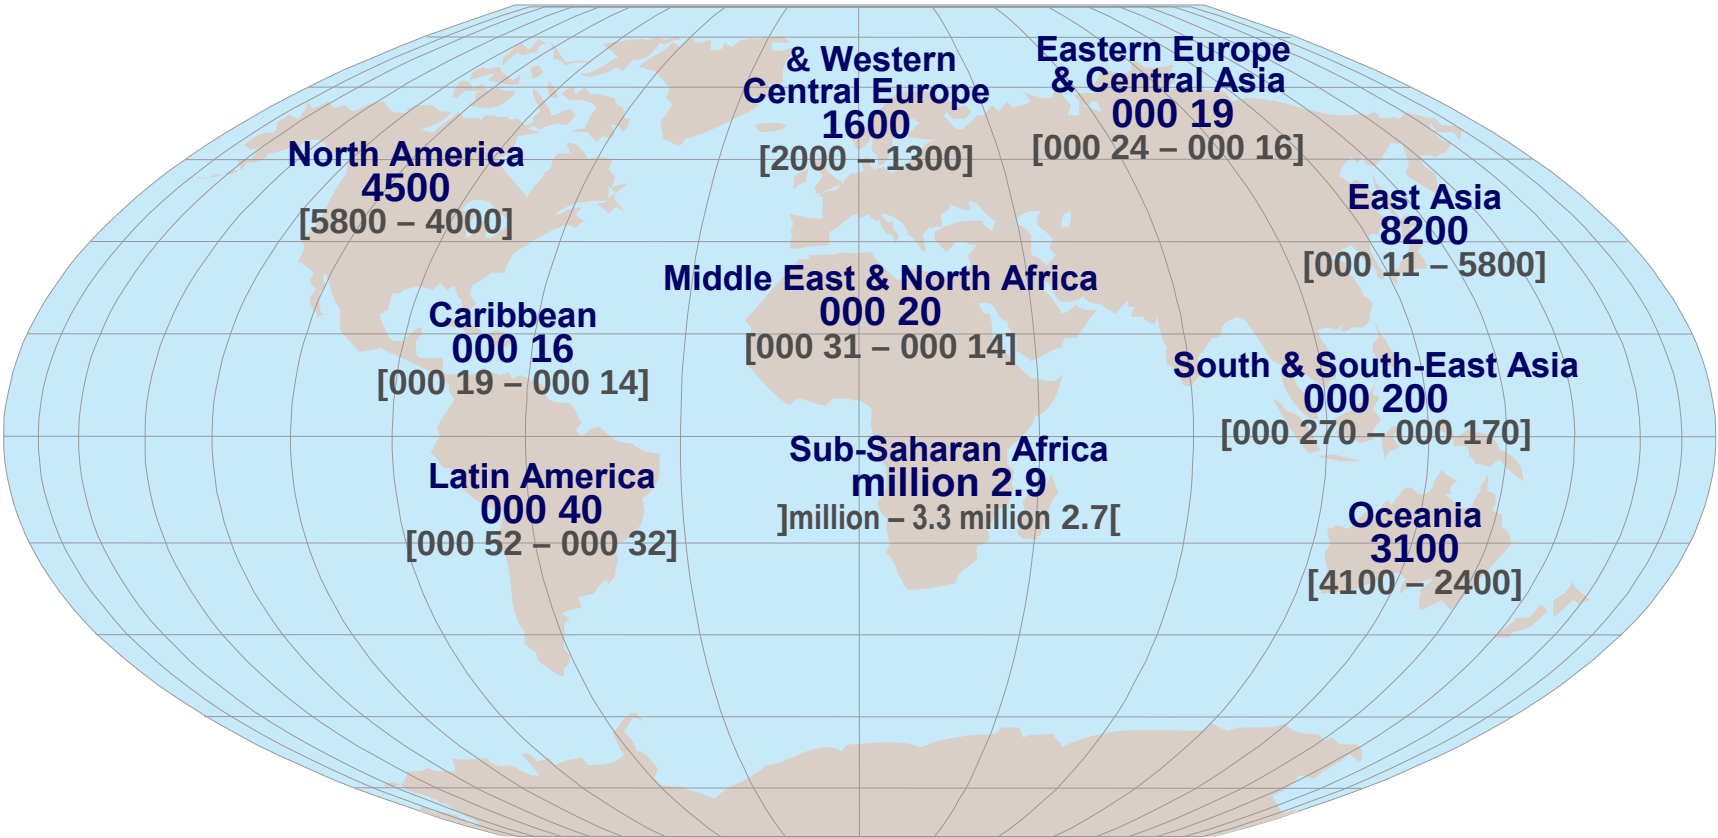 & Western
Central Europe
1600
[2000 – 1300]
Eastern Europe
& Central Asia
000 19
[000 24 – 000 16]
North America
4500
[5800 – 4000]
East Asia
8200
[000 11 – 5800]
Middle East & North Africa
000 20
[000 31 – 000 14]
Caribbean
000 16
[000 19 – 000 14]
South & South-East Asia
000 200
[000 270 – 000 170]
Sub-Saharan Africa
million 2.9
]million – 3.3 million 2.7[
Latin America
000 40
[000 52 – 000 32]
Oceania
3100
[4100 – 2400]